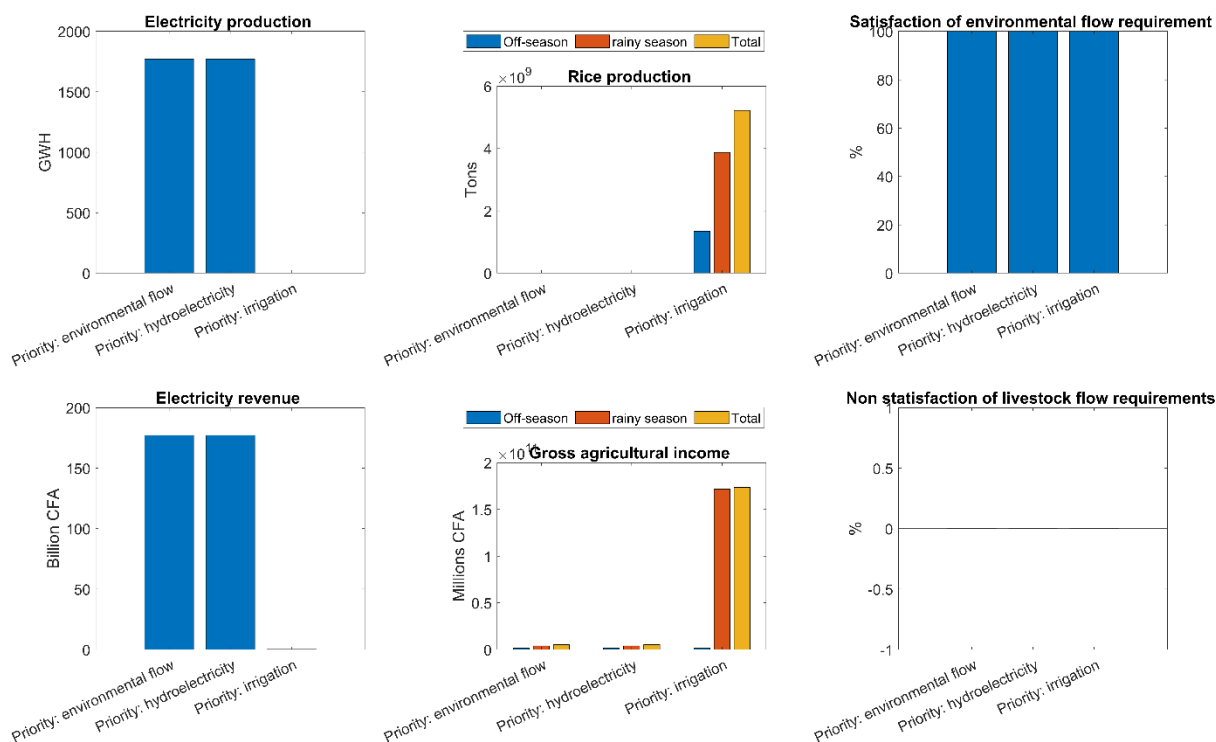 Electricity production
2000
1500
1000
500
0
GWH
Priority: environmental flow
Priority: hydroelectricity
Priority: irrigation
Off-season rainy season Total
×10^9
Rice production
6
4
2
0
Tons
Priority: environmental flow
Priority: hydroelectricity
Priority: irrigation
Satisfaction of environmental flow requirement
100
80
60
40
20
0
%
Priority: environmental flow
Priority: hydroelectricity
Priority: irrigation
Electricity revenue
200
150
100
50
0
Billion CFA
Priority: environmental flow
Priority: hydroelectricity
Priority: irrigation
Off-season rainy season Total
×10^11
Gross agricultural income
2
1.5
1
0.5
0
Millions CFA
Priority: environmental flow
Priority: hydroelectricity
Priority: irrigation
Non statisfaction of livestock flow requirements
1
0.5
0
-0.5
-1
%
Priority: environmental flow
Priority: hydroelectricity
Priority: irrigation